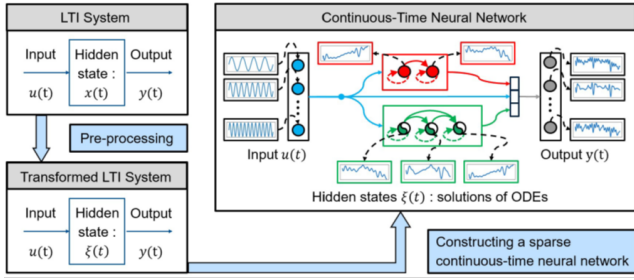 LTI System
Input
Hidden
state :
Output
u(t)
x(t)
y(t)
Pre-processing
Transformed LTI System
Input
Hidden
state :
Output
u(t)
ξ(t)
y(t)
Continuous-Time Neural Network
Input u(t)
Output y(t)
Hidden states ξ(t) : solutions of ODEs
Constructing a sparse
continuous-time neural network